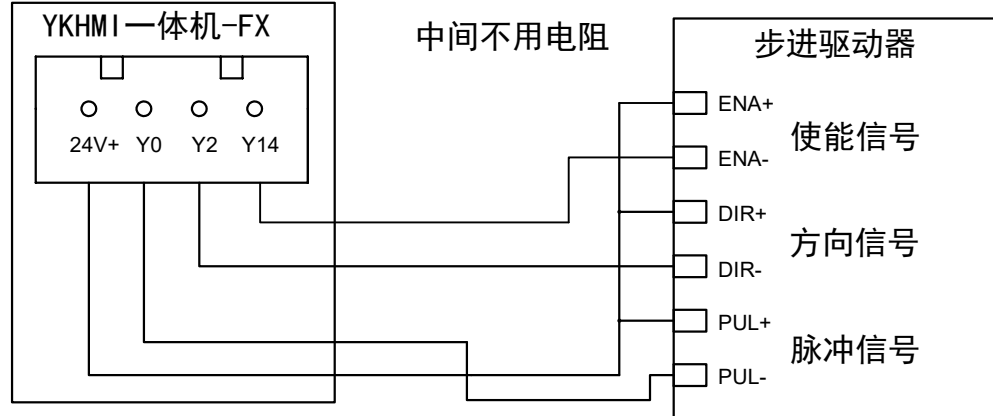 YKHMI一体机-FX
中间不用电阻
步进驱动器
24V+ Y0 Y2 Y14
ENA+
使能信号
ENA-
DIR+
方向信号
DIR-
PUL+
脉冲信号
PUL-